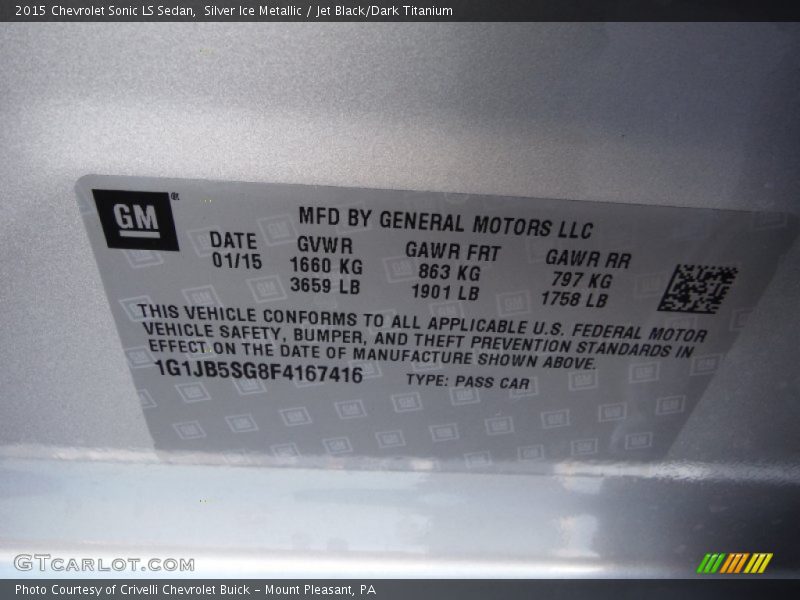 2015 Chevrolet Sonic LS Sedan, Silver Ice Metallic / Jet Black/Dark Titanium
GM®
MFD BY GENERAL MOTORS LLC
DATE GVWR GAWR FRT GAWR RR
01/15 1660 KG 863 KG 797 KG
3659 LB 1901 LB 1758 LB
THIS VEHICLE CONFORMS TO ALL APPLICABLE U.S. FEDERAL MOTOR
VEHICLE SAFETY, BUMPER, AND THEFT PREVENTION STANDARDS IN
EFFECT ON THE DATE OF MANUFACTURE SHOWN ABOVE.
1G1JB5SG8F4167416 TYPE: PASS CAR
GTCARLOT.COM
Photo Courtesy of Crivelli Chevrolet Buick - Mount Pleasant, PA